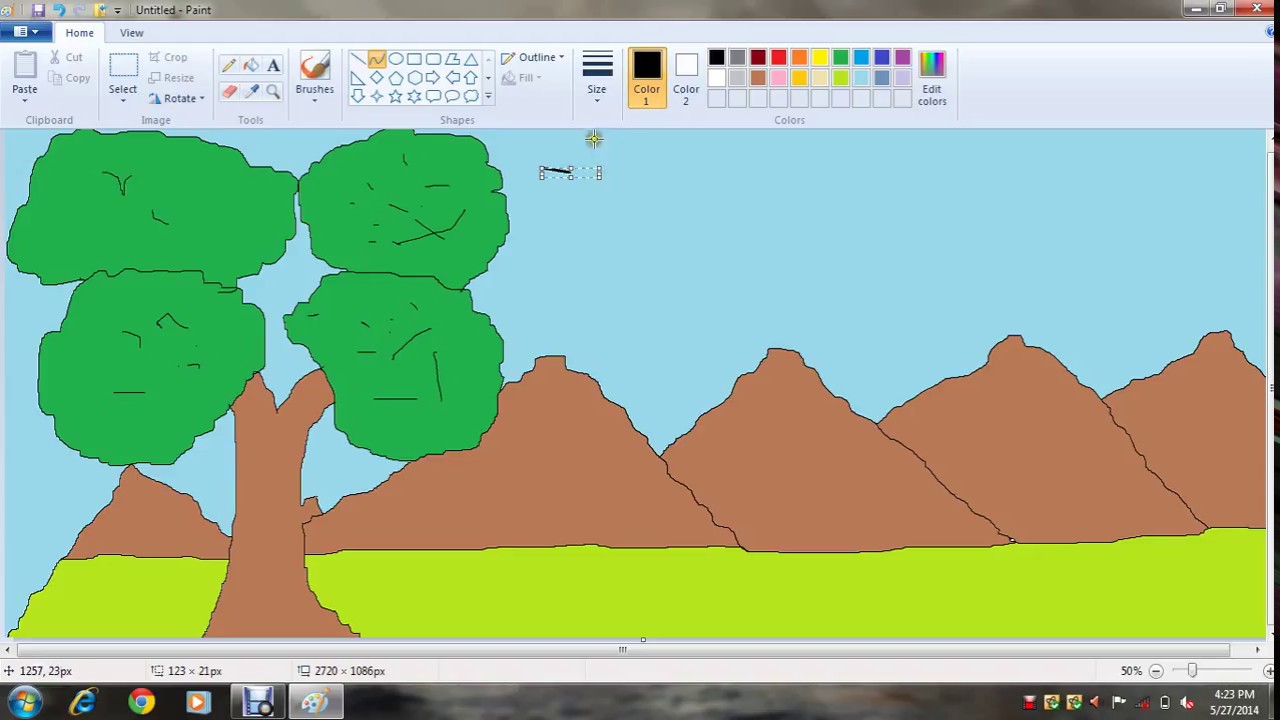 Untitled - Paint
Home View
Paste
Cut
Copy
Clipboard
Select
Crop
Resize
Rotate
Image
A
Tools
Brushes
Shapes
Outline
Fill
Size
Color 1
Color 2
Edit colors
Colors
1257, 23px
123 × 21px
2720 × 1086px
50%
4:23 PM
5/27/2014